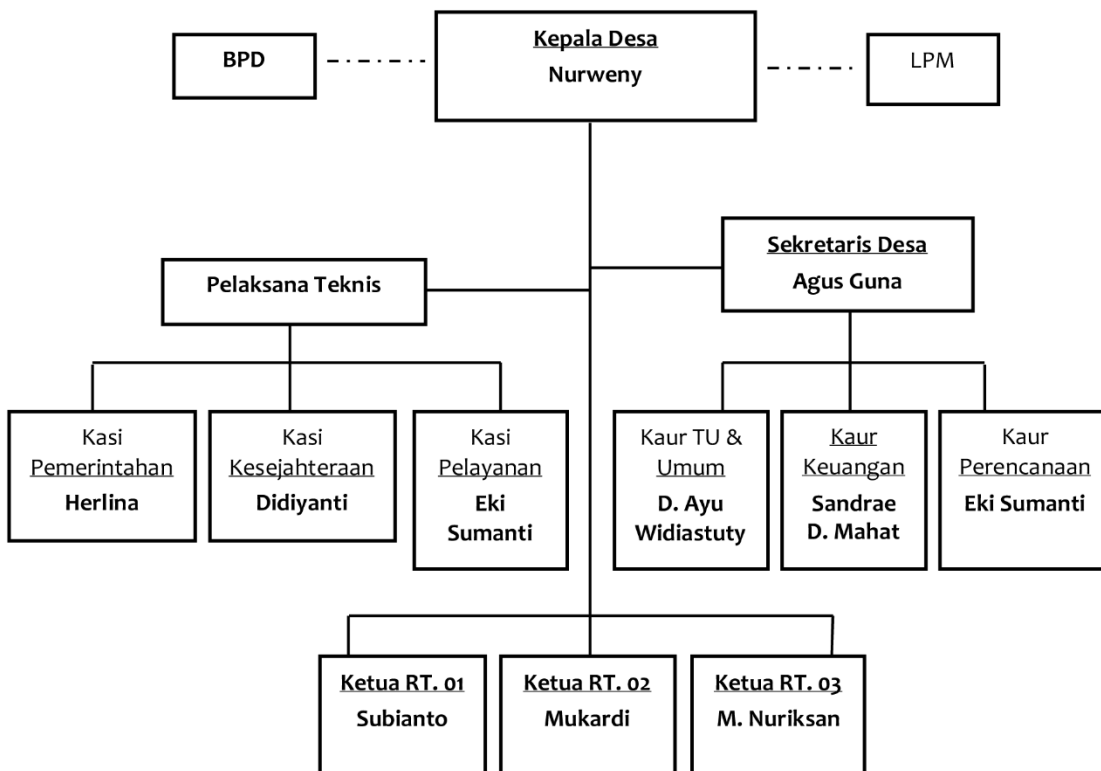 BPD
Kepala Desa
Nurweny
LPM
Sekretaris Desa
Agus Guna
Pelaksana Teknis
Kasi
Pemerintahan
Herlina
Kasi
Kesejahteraan
Didiyanti
Kasi
Pelayanan
Eki
Sumanti
Kaur TU &
Umum
D. Ayu
Widiastuty
Kaur
Keuangan
Sandrae
D. Mahat
Kaur
Perencanaan
Eki Sumanti
Ketua RT. 01
Subianto
Ketua RT. 02
Mukardi
Ketua RT. 03
M. Nuriksan